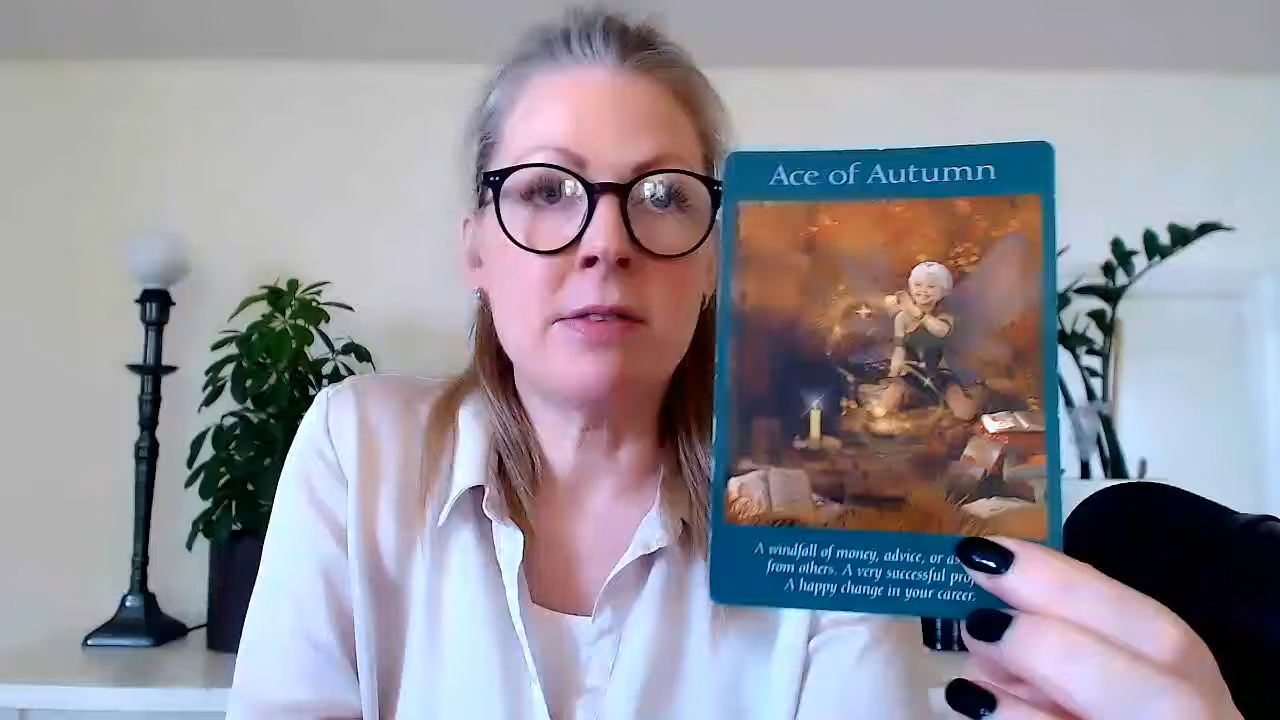 Ace of Autumn
A windfall of money, advice, or
from others. A very successful
A happy change in your career.